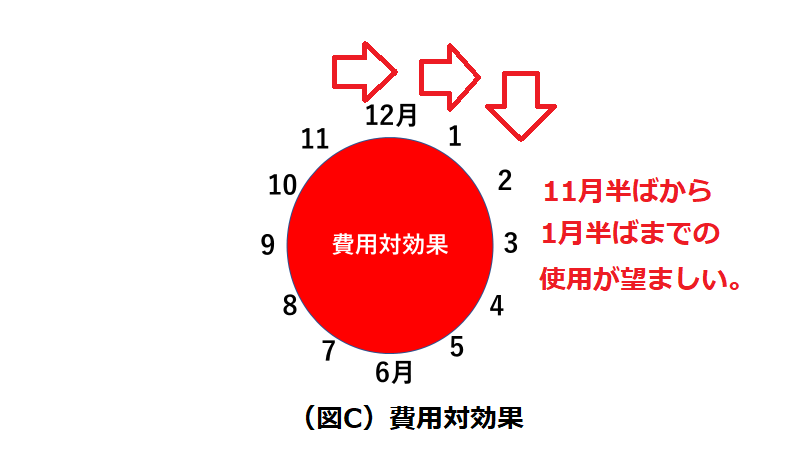 12月
11
1
10
2
11月半ばから
9
費用対効果
3
1月半ばまでの
使用が望ましい。
8
4
7
5
6月
（図C）費用対効果